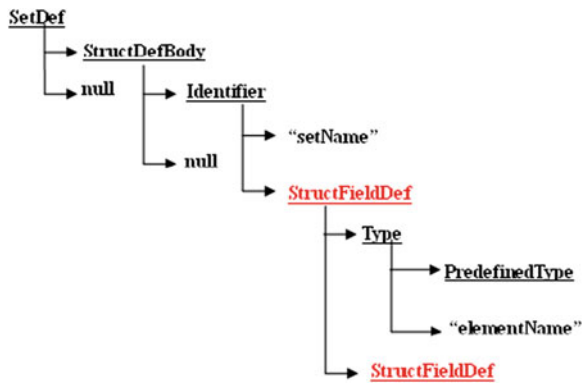 SetDef
StructDefBody
null
Identifier
“setName”
null
StructFieldDef
Type
PredefinedType
“elementName”
StructFieldDef